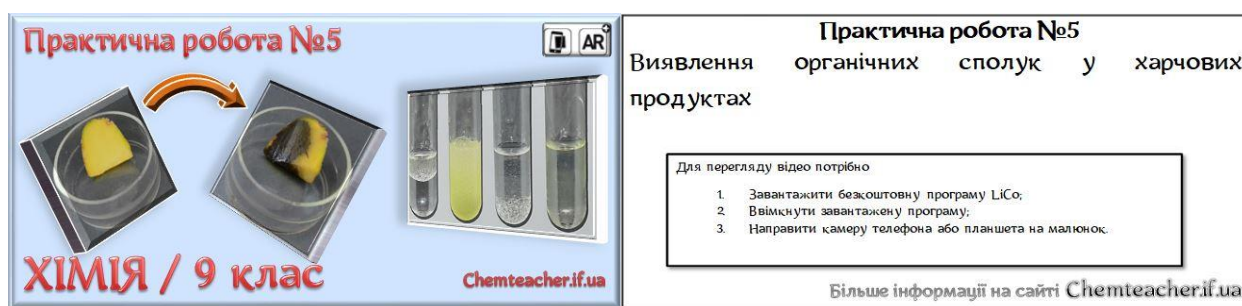 Практична робота №5
AR
ХІМІЯ / 9 клас
Chemteacher.if.ua
Практична робота №5
Виявлення органічних сполук у харчових
продуктах
Для перегляду відео потрібно
1. Завантажити безкоштовну програму LiCo;
2. Ввімкнути завантажену програму;
3. Направити камеру телефона або планшета на малюнок.
Більше інформації на сайті Chemteacher.if.ua